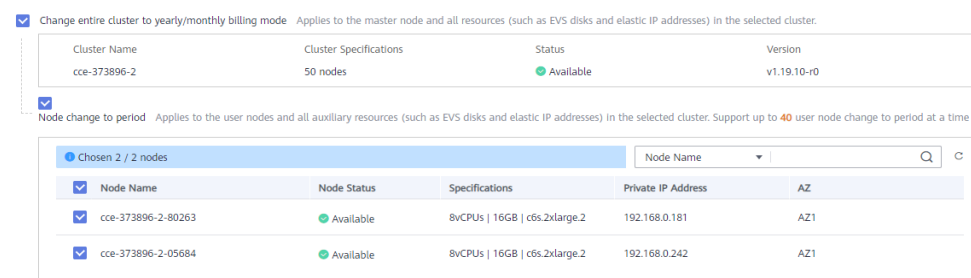 Change entire cluster to yearly/monthly billing mode Applies to the master node and all resources (such as EVS disks and elastic IP addresses) in the selected cluster.
Cluster Name Cluster Specifications Status Version
cce-373896-2 50 nodes Available v1.19.10-r0
Node change to period Applies to the user nodes and all auxiliary resources (such as EVS disks and elastic IP addresses) in the selected cluster. Support up to 40 user node change to period at a time
Chosen 2 / 2 nodes Node Name
Node Name Node Status Specifications Private IP Address AZ
cce-373896-2-80263 Available 8vCPUs | 16GB | c6s.2xlarge.2 192.168.0.181 AZ1
cce-373896-2-05684 Available 8vCPUs | 16GB | c6s.2xlarge.2 192.168.0.242 AZ1